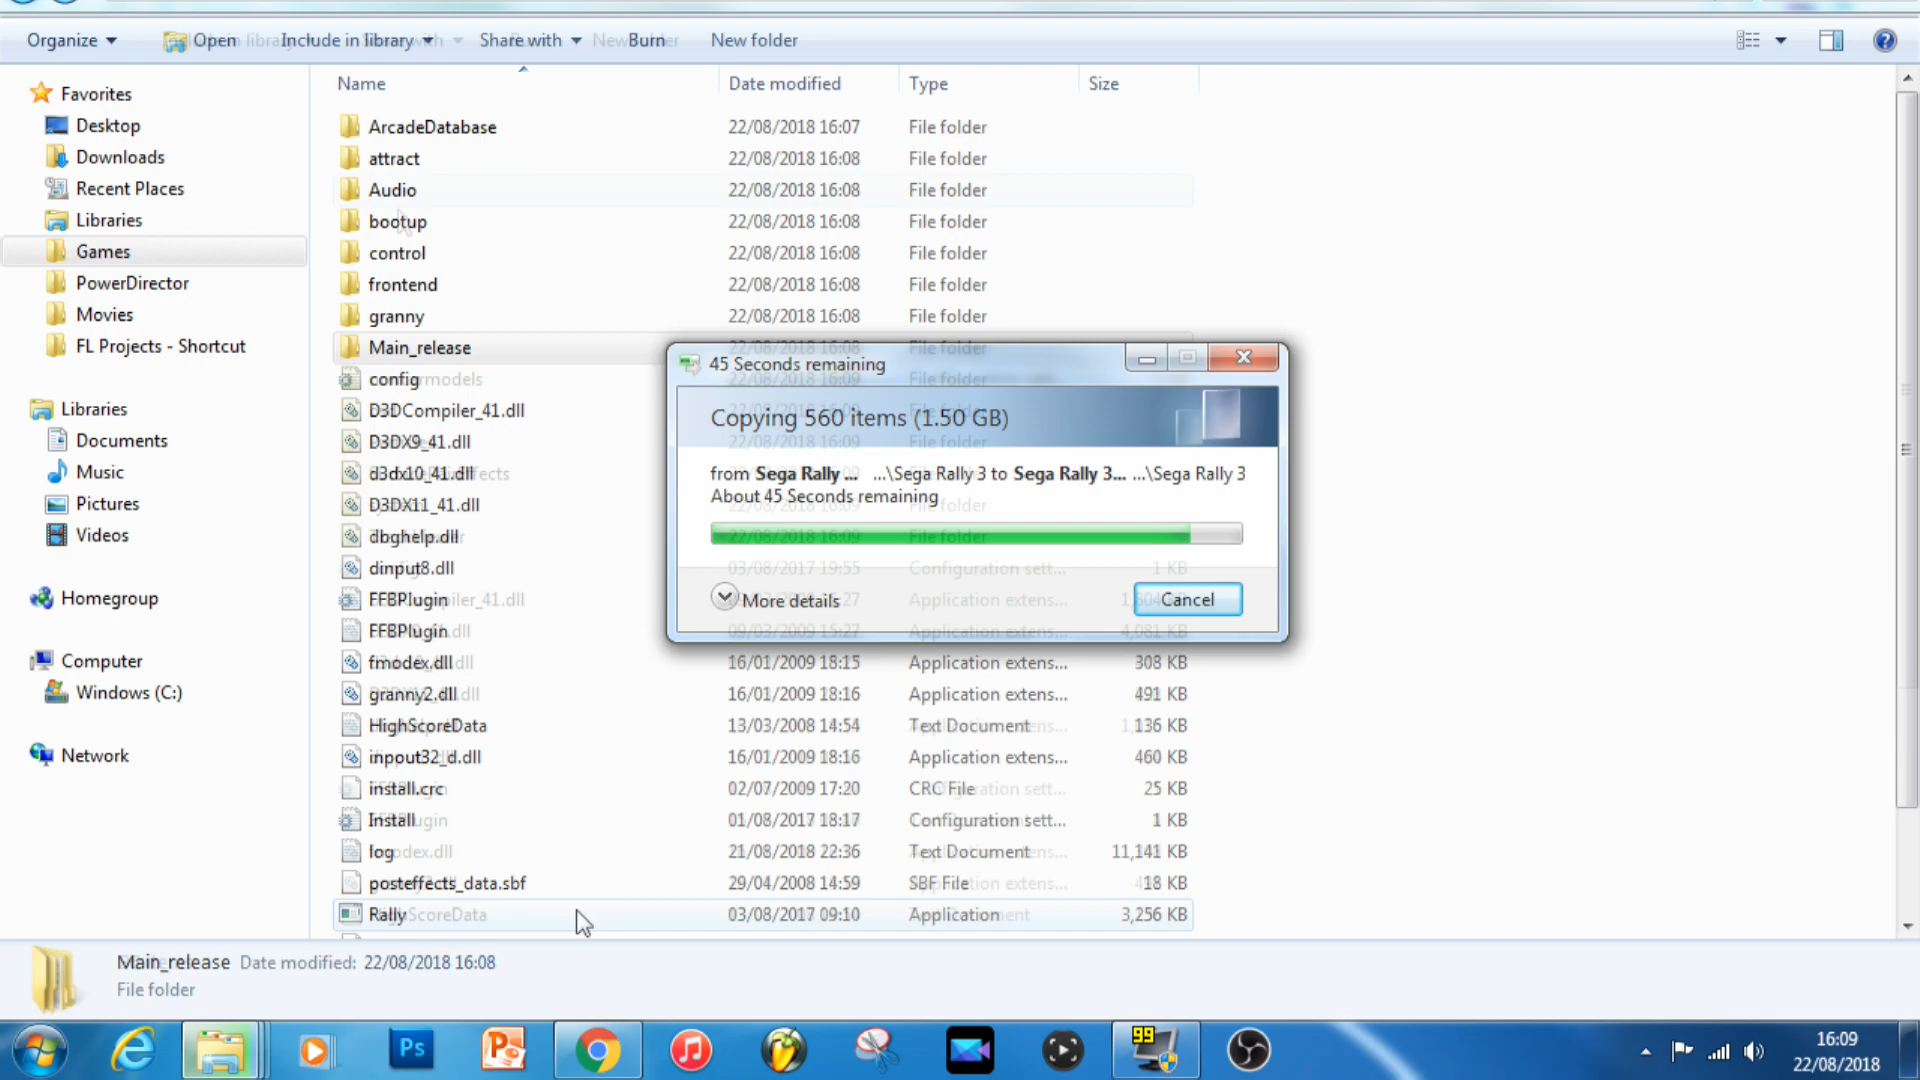 Organize Open Include in library Share with Burn New folder
Name Date modified Type Size
Favorites
Desktop
Downloads
Recent Places
Libraries
Games
PowerDirector
Movies
FL Projects - Shortcut
Libraries
Documents
Music
Pictures
Videos
Homegroup
Computer
Windows (C:)
Network
ArcadeDatabase 22/08/2018 16:07 File folder
attract 22/08/2018 16:08 File folder
Audio 22/08/2018 16:08 File folder
bootup 22/08/2018 16:08 File folder
control 22/08/2018 16:08 File folder
frontend 22/08/2018 16:08 File folder
granny 22/08/2018 16:08 File folder
Main_release 22/08/2018 16:08 File folder
config
D3DCompiler_41.dll
D3DX9_41.dll
D3dx10_41.dll
D3DX11_41.dll
dbghelp.dll
dinput8.dll
FFBPlugin
FFBPlugin
fmodex.dll 16/01/2009 18:15 Application extens... 308 KB
granny2.dll 16/01/2009 18:16 Application extens... 491 KB
HighScoreData 13/03/2008 14:54 Text Document 136 KB
inpout32_d.dll 16/01/2009 18:16 Application extens... 460 KB
install.crc 02/07/2009 17:20 CRC File 25 KB
Install 01/08/2017 18:17 Configuration sett... 1 KB
log 21/08/2018 22:36 Text Document 11,141 KB
posteffects_data.sbf 29/04/2008 14:59 SBF File 18 KB
Rally 03/08/2017 09:10 Application 3,256 KB
45 Seconds remaining
Copying 560 items (1.50 GB)
from Sega Rally ... ...\Sega Rally 3 to Sega Rally 3... ...\Sega Rally 3
About 45 Seconds remaining
More details Cancel
Main_release Date modified: 22/08/2018 16:08
File folder
Ps
99
16:09
22/08/2018